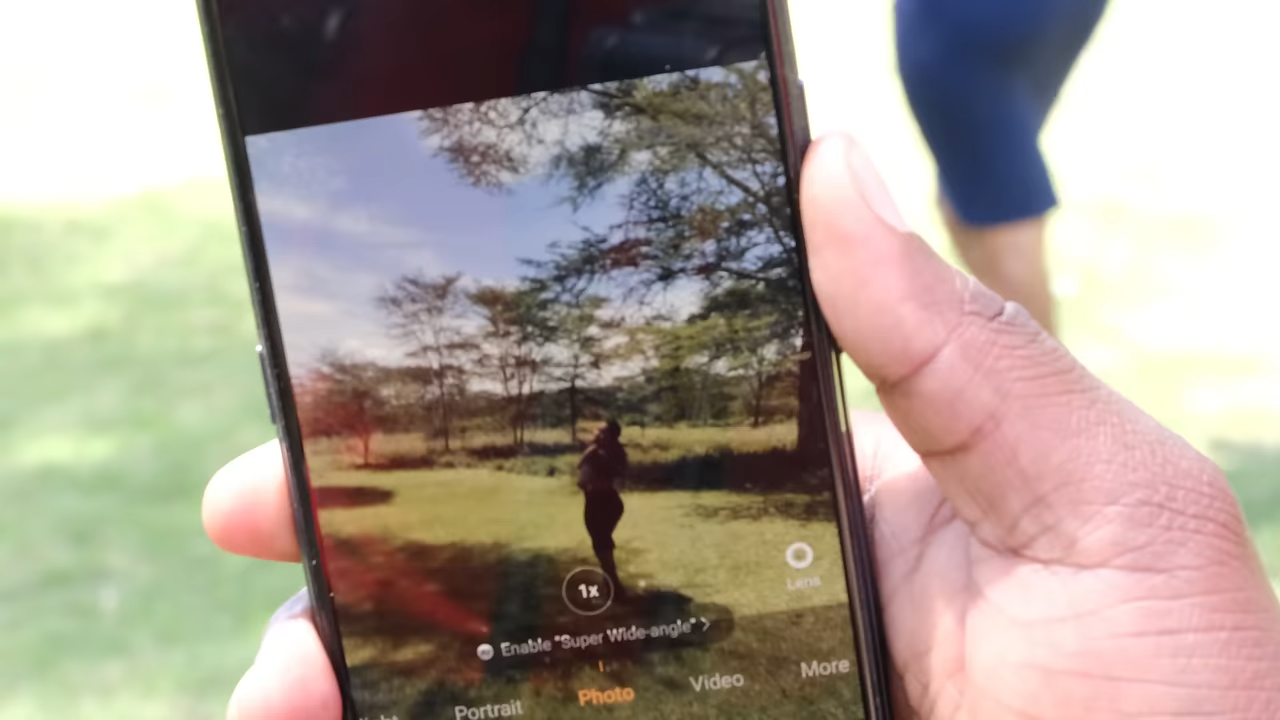 Lens
1x
Enable "Super Wide-angle" >
Portrait Photo Video More